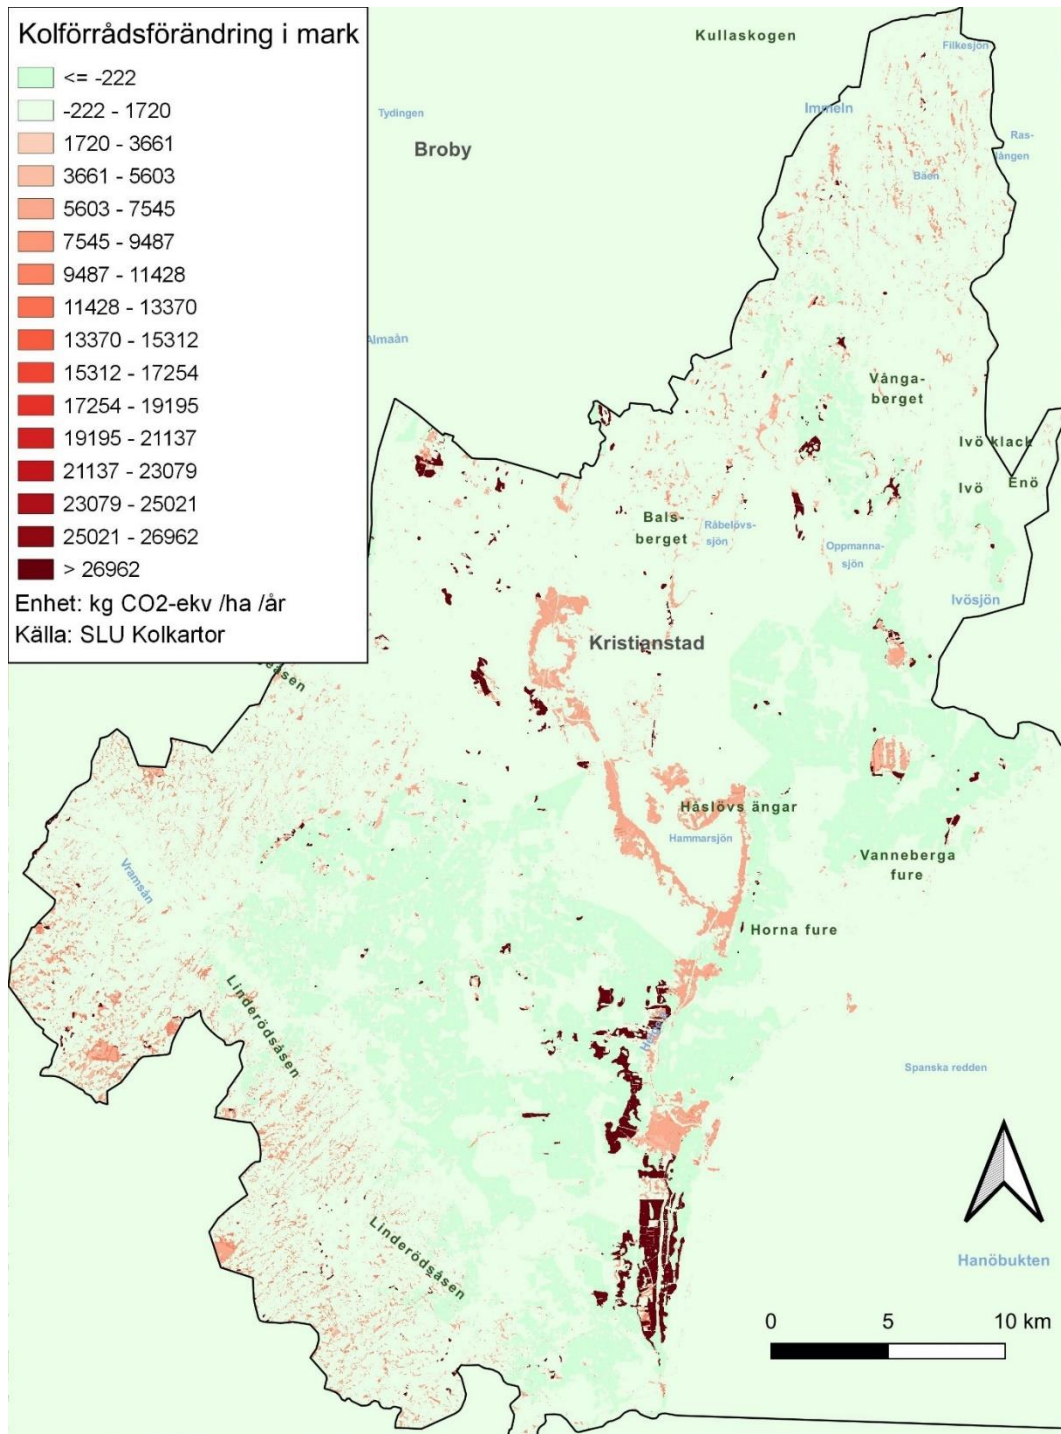 Kolförrådsförändring i mark
<= -222
-222 - 1720
1720 - 3661
3661 - 5603
5603 - 7545
7545 - 9487
9487 - 11428
11428 - 13370
13370 - 15312
15312 - 17254
17254 - 19195
19195 - 21137
21137 - 23079
23079 - 25021
25021 - 26962
> 26962
Enhet: kg CO2-ekv /ha /år
Källa: SLU Kolkartor
Kullaskogen
Filkesjön
Tydingen
Immeln
Broby
Ras-
längen
Båen
Almaån
Vånga-
berget
Ivö klack
Ivö
Enö
Bals-
berget
Råbelövs-
sjön
Oppmanna-
sjön
Ivösjön
Kristianstad
Håslövs ängar
Hammarsjön
Vanneberga
fure
Vramsån
Horna fure
Linderödsåsen
Spanska redden
Linderödsåsen
Hanöbukten
0 5 10 km